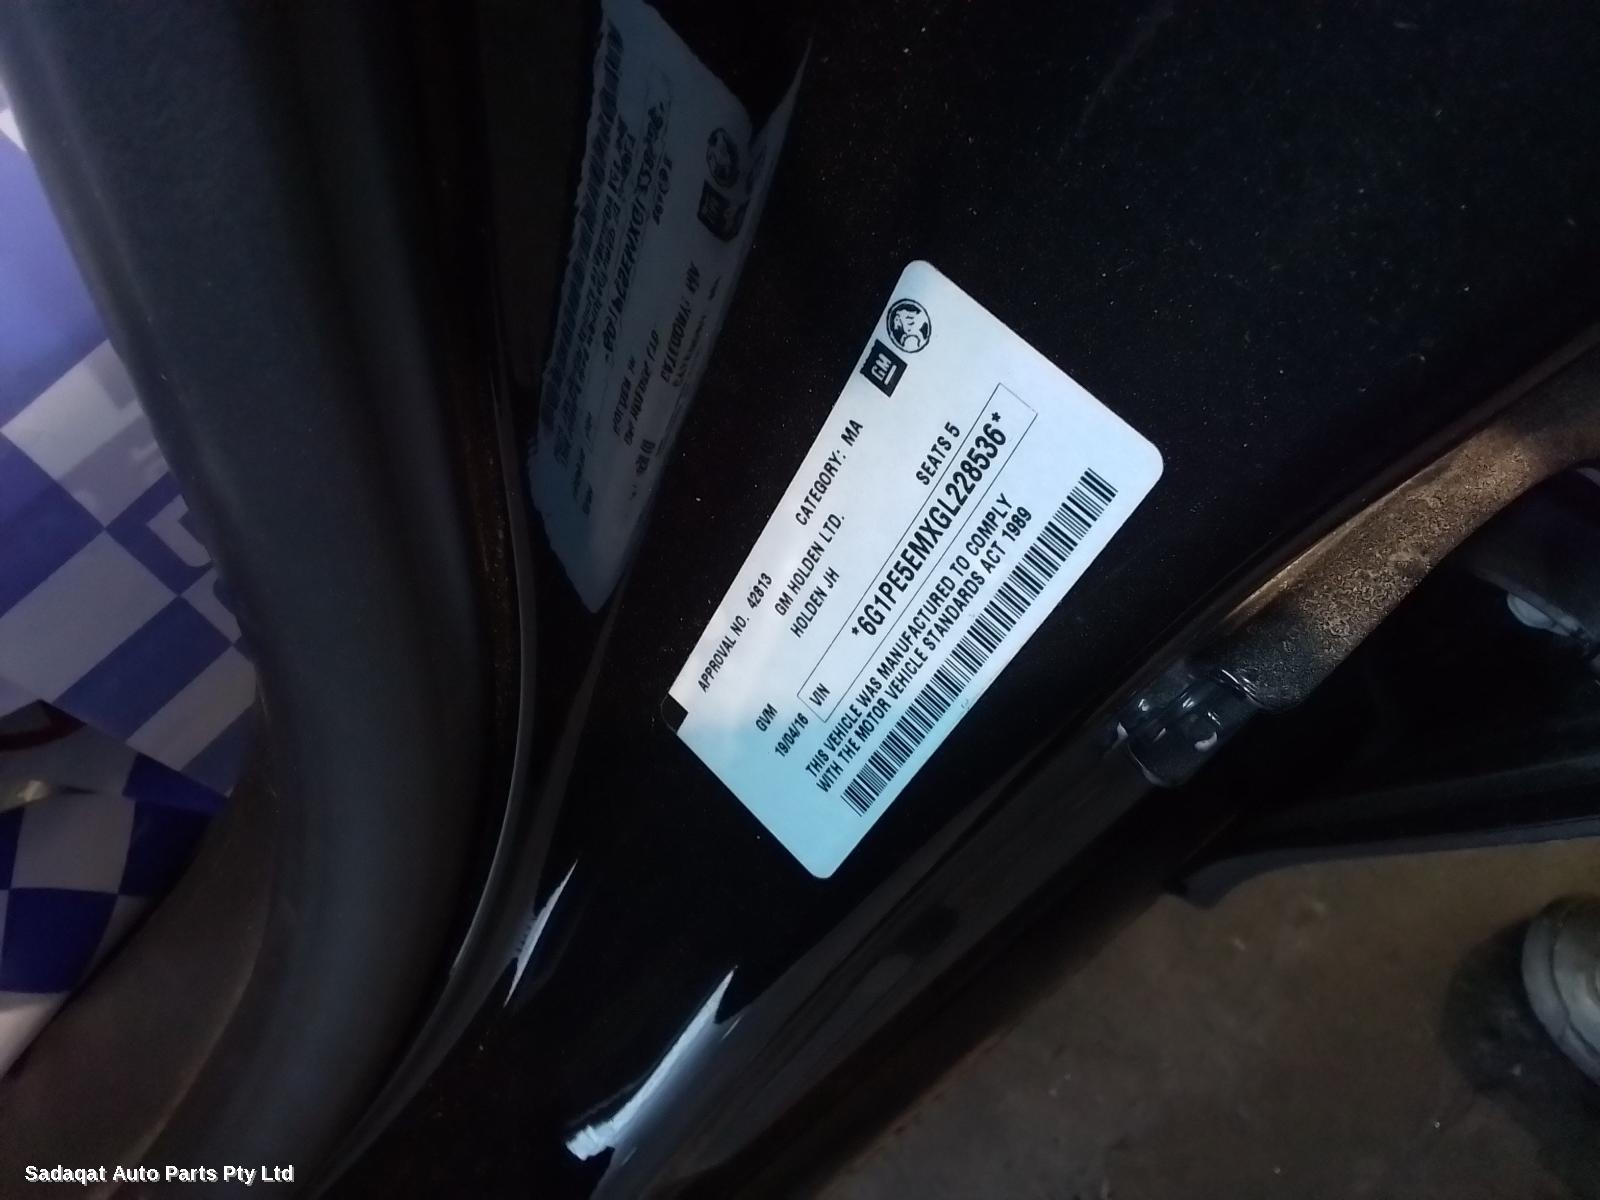 GM
APPROVAL NO. 42813 CATEGORY: MA
GM HOLDEN LTD.
HOLDEN JH
GVM SEATS 5
19/04/16 VIN *6G1PE5EMXGL228536*
THIS VEHICLE WAS MANUFACTURED TO COMPLY
WITH THE MOTOR VEHICLE STANDARDS ACT 1989
Sadaqat Auto Parts Pty Ltd